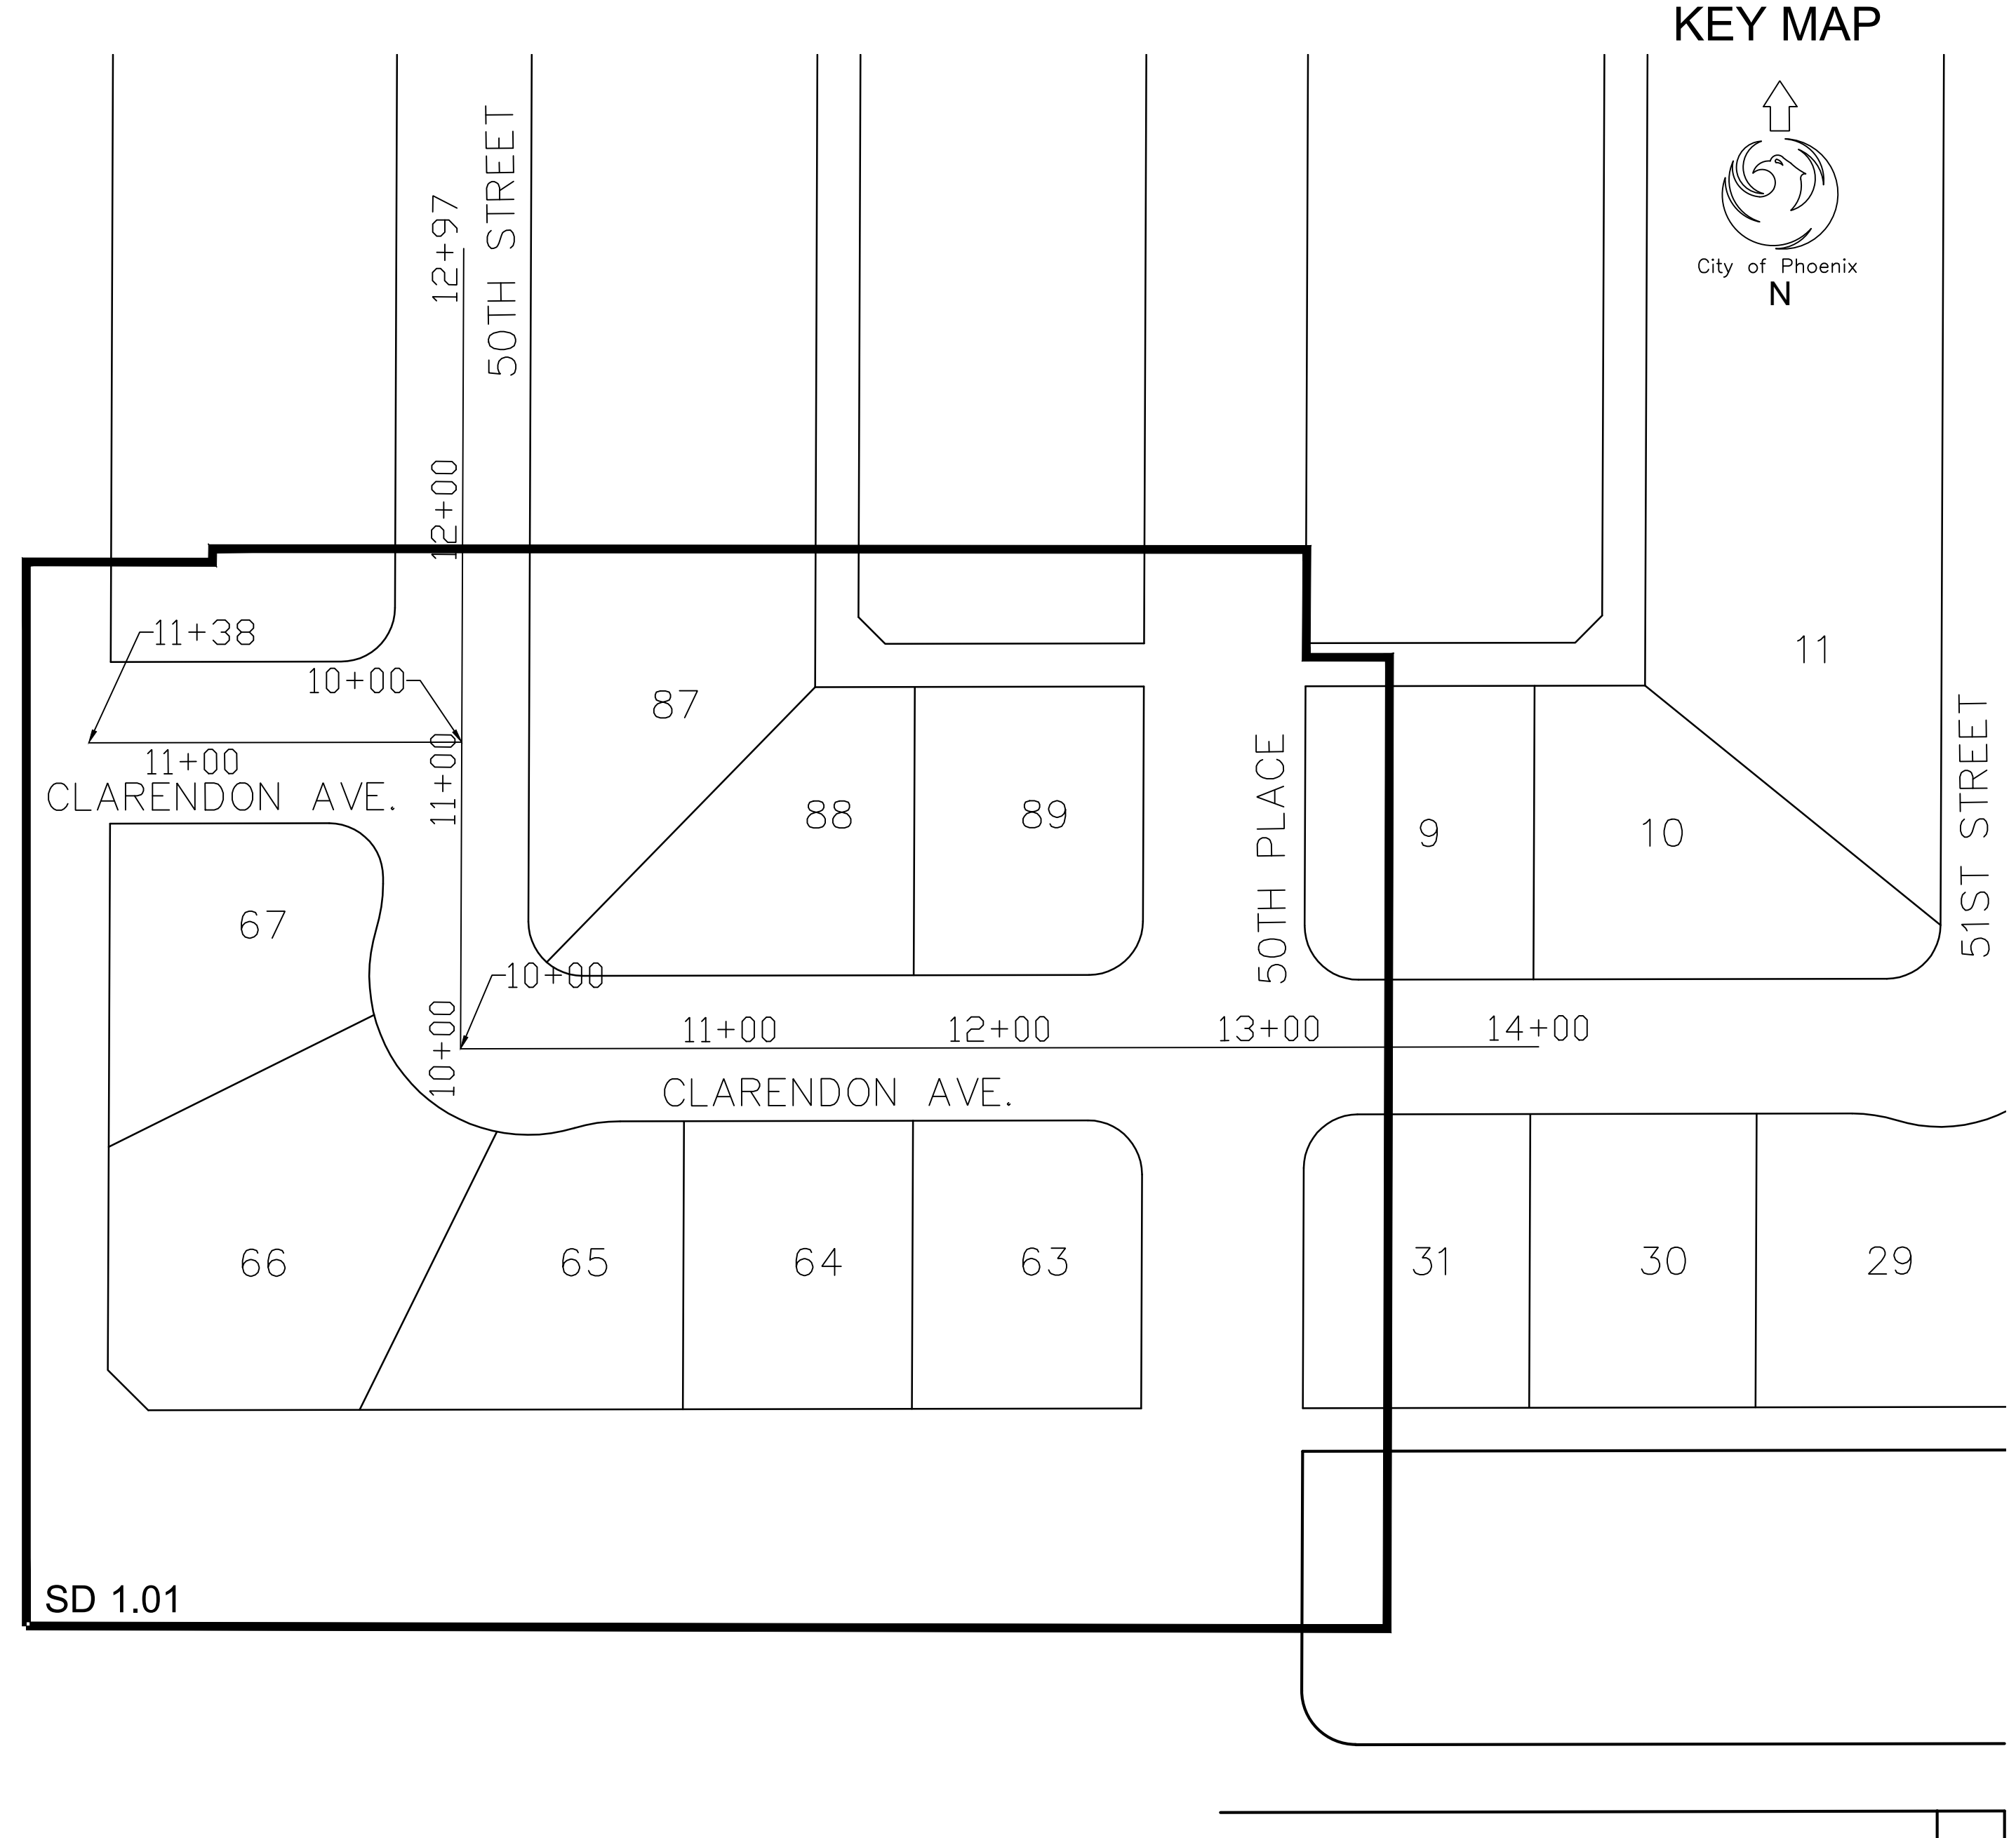 KEY MAP
City of Phoenix
N
50TH STREET
12+97
12+00
11+38
10+00
11+00
CLARENDON AVE.
11+00
87
88
89
50TH PLACE
9
10
11
51ST STREET
67
10+00
10+00
11+00
12+00
13+00
14+00
CLARENDON AVE.
66
65
64
63
31
30
29
SD 1.01